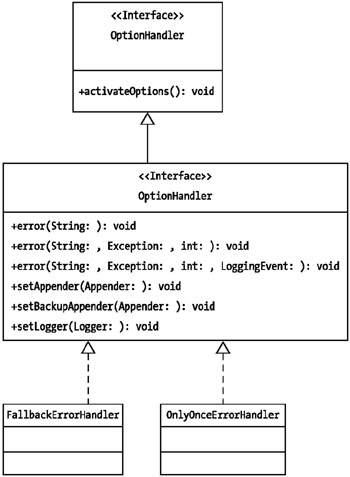 <<Interface>>
OptionHandler
+activateOptions(): void
<<Interface>>
OptionHandler
+error(String: ): void
+error(String: , Exception: , int: ): void
+error(String: , Exception: , int: , LoggingEvent: ): void
+setAppender(Appender: ): void
+setBackupAppender(Appender: ): void
+setLogger(Logger: ): void
FallbackErrorHandler
OnlyOnceErrorHandler